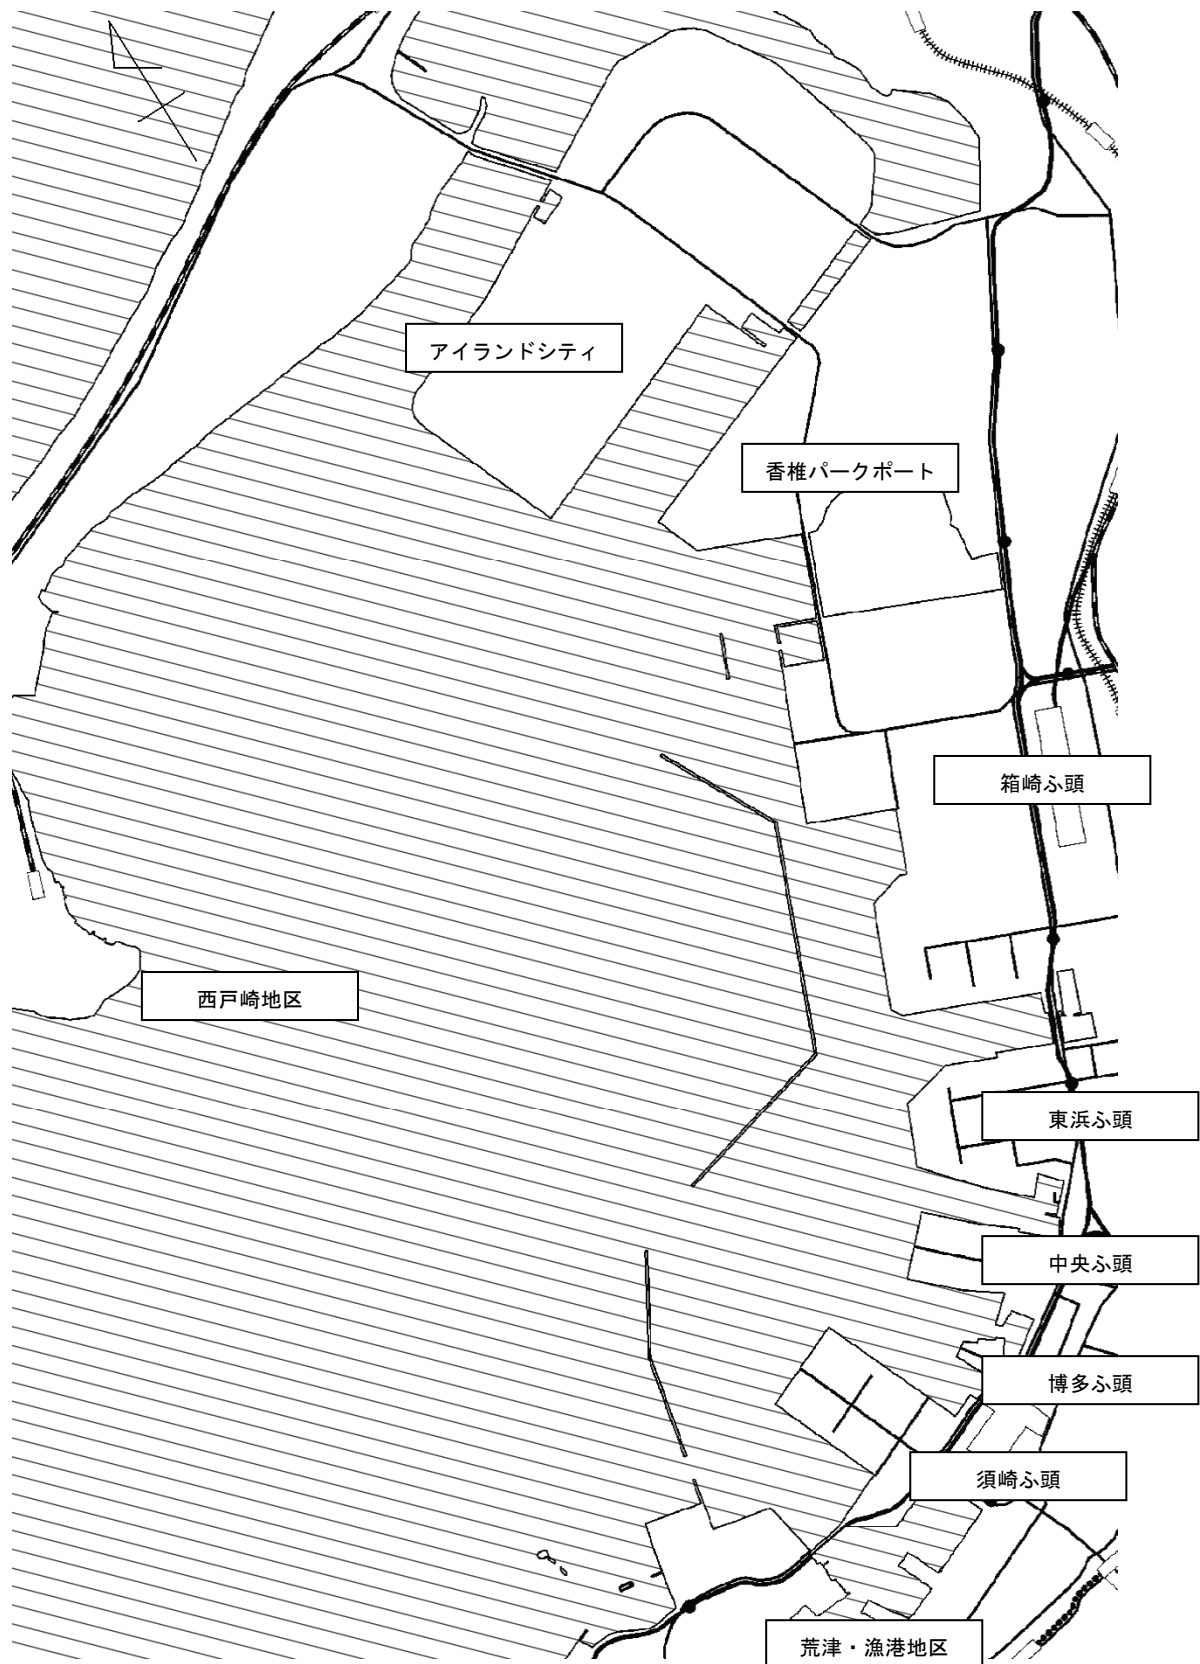 アイランドシティ
香椎パークポート
箱崎ふ頭
西戸崎地区
東浜ふ頭
中央ふ頭
博多ふ頭
須崎ふ頭
荒津・漁港地区